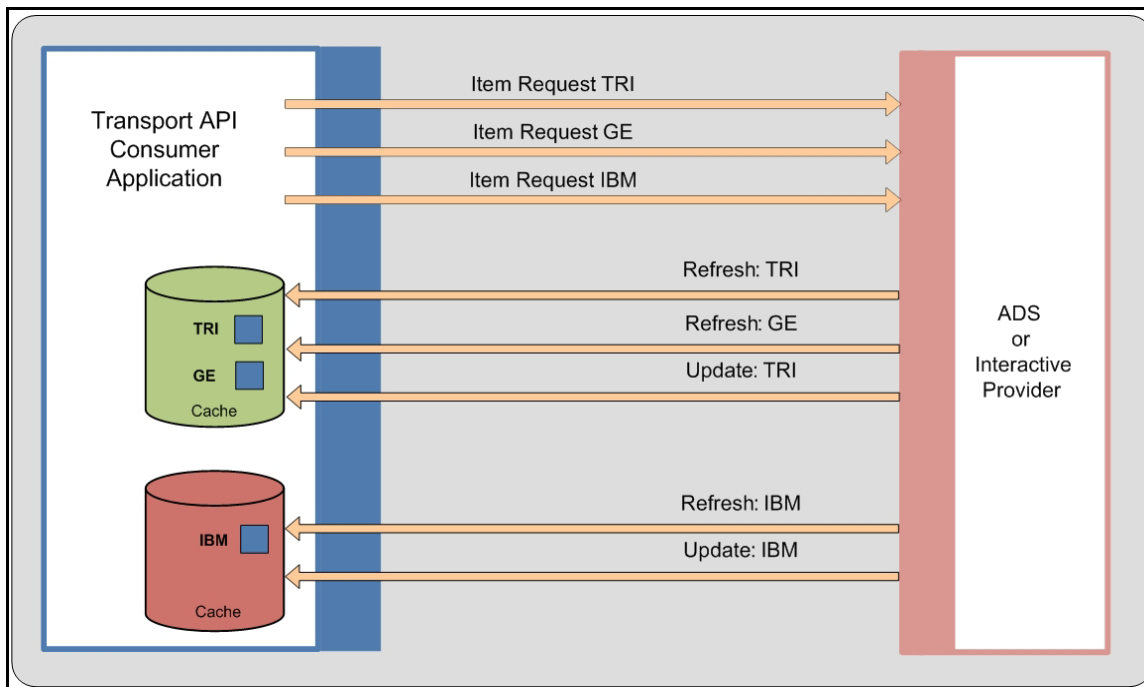 Transport API
Consumer
Application
Item Request TRI
Item Request GE
Item Request IBM
Refresh: TRI
Refresh: GE
Update: TRI
TRI
GE
Cache
Refresh: IBM
Update: IBM
IBM
Cache
ADS
or
Interactive
Provider